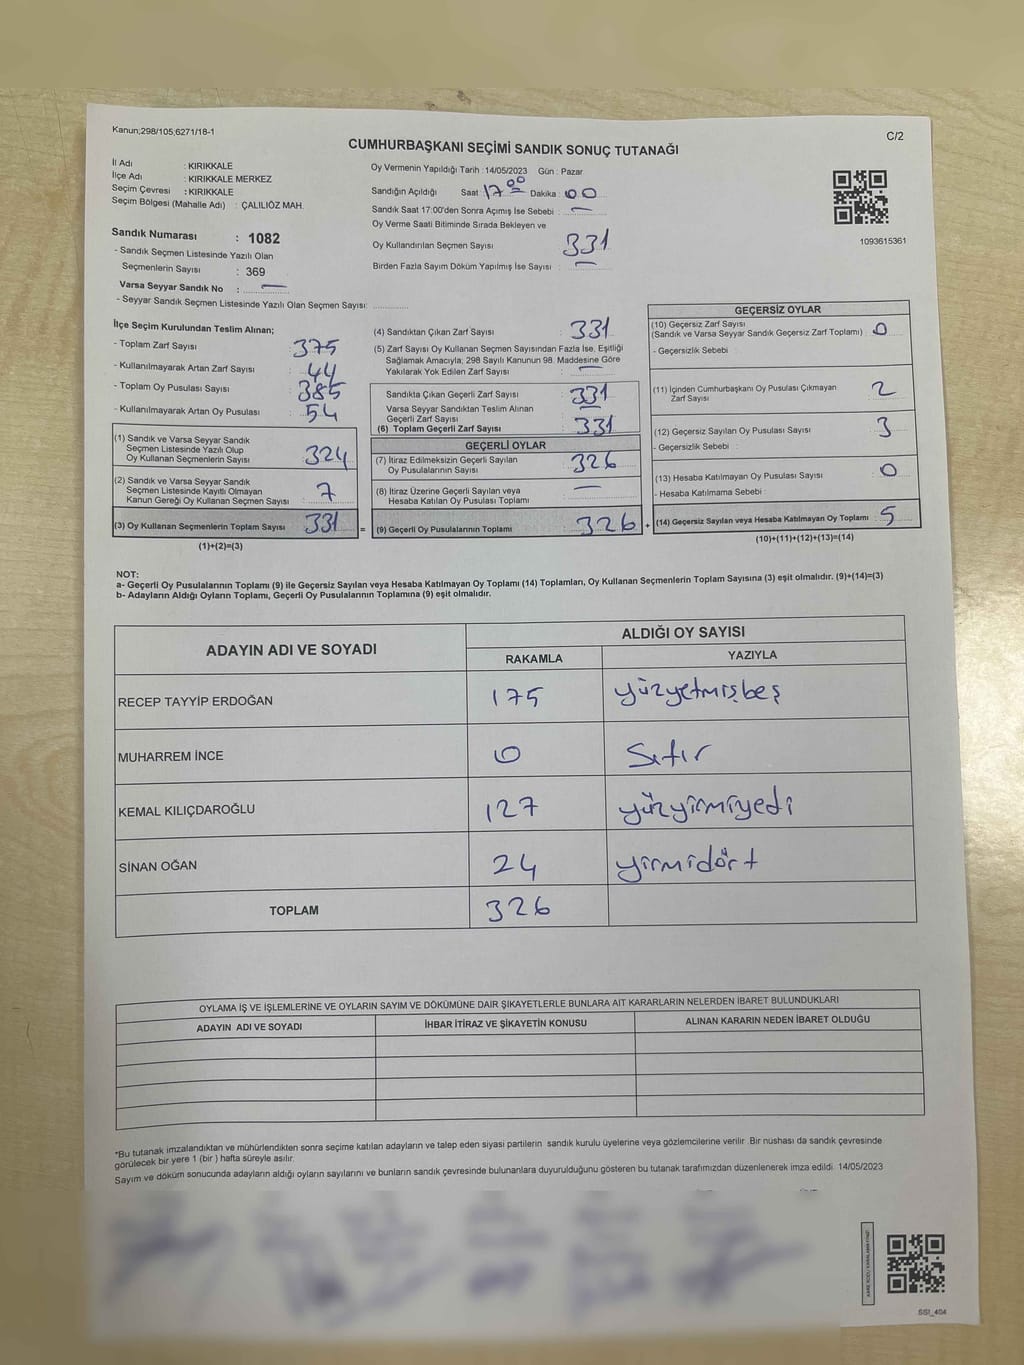 Kanun;298/105;6271/18-1
C/2
CUMHURBAŞKANI SEÇİMİ SANDIK SONUÇ TUTANAĞI
İl Adı : KIRIKKALE
İlçe Adı : KIRIKKALE MERKEZ
Seçim Çevresi : KIRIKKALE
Seçim Bölgesi (Mahalle Adı) : ÇALILIÖZ MAH.
Oy Vermenin Yapıldığı Tarih : 14/05/2023 Gün : Pazar
Sandığın Açıldığı Saat 17 00 Dakika : 00
Sandık Saat 17:00'den Sonra Açımış İse Sebebi : —
Oy Verme Saati Bitiminde Sırada Bekleyen ve
Oy Kullandırılan Seçmen Sayısı 331
Birden Fazla Sayım Döküm Yapılmış İse Sayısı : —
1093615361
Sandık Numarası : 1082
- Sandık Seçmen Listesinde Yazılı Olan
Seçmenlerin Sayısı : 369
Varsa Seyyar Sandık No : —
- Seyyar Sandık Seçmen Listesinde Yazılı Olan Seçmen Sayısı:
İlçe Seçim Kurulundan Teslim Alınan;
- Toplam Zarf Sayısı : 375
- Kullanılmayarak Artan Zarf Sayısı : 44
- Toplam Oy Pusulası Sayısı : 385
- Kullanılmayarak Artan Oy Pusulası : 54
(1) Sandık ve Varsa Seyyar Sandık
Seçmen Listesinde Yazılı Olup
Oy Kullanan Seçmenlerin Sayısı 324
(2) Sandık ve Varsa Seyyar Sandık
Seçmen Listesinde Kayıtlı Olmayan
Kanun Gereği Oy Kullanan Seçmen Sayısı 7
(3) Oy Kullanan Seçmenlerin Toplam Sayısı 331
(1)+(2)=(3)
(4) Sandıktan Çıkan Zarf Sayısı : 331
(5) Zarf Sayısı Oy Kullanan Seçmen Sayısından Fazla İse, Eşitliği
Sağlamak Amacıyla; 298 Sayılı Kanunun 98. Maddesine Göre
Yakılarak Yok Edilen Zarf Sayısı : —
Sandıkta Çıkan Geçerli Zarf Sayısı : 331
Varsa Seyyar Sandıktan Teslim Alınan
Geçerli Zarf Sayısı : —
(6) Toplam Geçerli Zarf Sayısı : 331
GEÇERLİ OYLAR
(7) İtiraz Edilmeksizin Geçerli Sayılan
Oy Pusulalarının Sayısı : 326
(8) İtiraz Üzerine Geçerli Sayılan veya
Hesaba Katılan Oy Pusulası Toplamı : —
= (9) Geçerli Oy Pusulalarının Toplamı : 326
GEÇERSİZ OYLAR
(10) Geçersiz Zarf Sayısı
(Sandık ve Varsa Seyyar Sandık Geçersiz Zarf Toplamı) : 0
- Geçersizlik Sebebi
(11) İçinden Cumhurbaşkanı Oy Pusulası Çıkmayan
Zarf Sayısı : 2
(12) Geçersiz Sayılan Oy Pusulası Sayısı : 3
- Geçersizlik Sebebi :
(13) Hesaba Katılmayan Oy Pusulası Sayısı : 0
- Hesaba Katılmama Sebebi :
+ (14) Geçersiz Sayılan veya Hesaba Katılmayan Oy Toplamı : 5
(10)+(11)+(12)+(13)=(14)
NOT:
a- Geçerli Oy Pusulalarının Toplamı (9) ile Geçersiz Sayılan veya Hesaba Katılmayan Oy Toplamı (14) Toplamları, Oy Kullanan Seçmenlerin Toplam Sayısına (3) eşit olmalıdır. (9)+(14)=(3)
b- Adayların Aldığı Oyların Toplamı, Geçerli Oy Pusulalarının Toplamına (9) eşit olmalıdır.
ADAYIN ADI VE SOYADI
ALDIĞI OY SAYISI
RAKAMLA YAZIYLA
RECEP TAYYİP ERDOĞAN 175 yüzyetmişbeş
MUHARREM İNCE 0 Sıfır
KEMAL KILIÇDAROĞLU 127 yüzyirmiyedi
SİNAN OĞAN 24 yirmidört
TOPLAM 326
OYLAMA İŞ VE İŞLEMLERİNE VE OYLARIN SAYIM VE DÖKÜMÜNE DAİR ŞİKAYETLERLE BUNLARA AİT KARARLARIN NELERDEN İBARET BULUNDUKLARI
ADAYIN ADI VE SOYADI İHBAR İTİRAZ VE ŞİKAYETİN KONUSU ALINAN KARARIN NEDEN İBARET OLDUĞU
*Bu tutanak imzalandıktan ve mühürlendikten sonra seçime katılan adayların ve talep eden siyasi partilerin sandık kurulu üyelerine veya gözlemcilerine verilir .Bir nüshası da sandık çevresinde
görülecek bir yere 1 (bir ) hafta süreyle asılır.
Sayım ve döküm sonucunda adayların aldığı oyların sayılarını ve bunların sandık çevresinde bulunanlara duyurulduğunu gösteren bu tutanak tarafımızdan düzenlenerek imza edildi. 14/05/2023
SSI_404